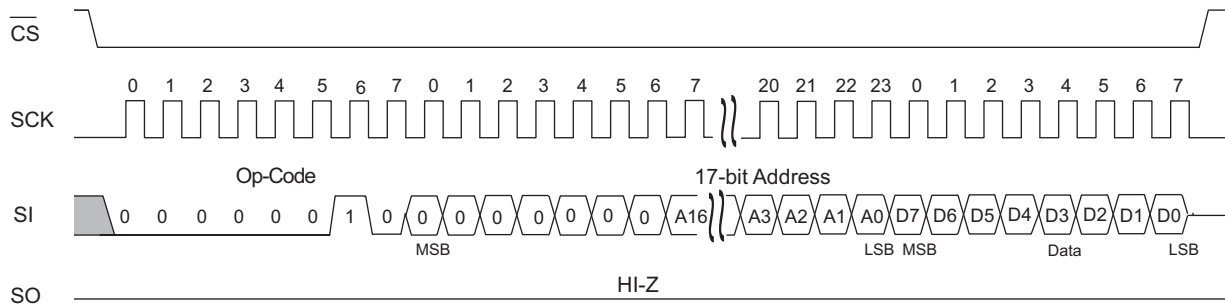 CS
0 1 2 3 4 5 6 7 0 1 2 3 4 5 6 7 20 21 22 23 0 1 2 3 4 5 6 7
SCK
Op-Code 17-bit Address
SI 0 0 0 0 0 0 1 0 0 0 0 0 0 0 0 A16 A3 A2 A1 A0 D7 D6 D5 D4 D3 D2 D1 D0
MSB LSB MSB Data LSB
HI-Z
SO